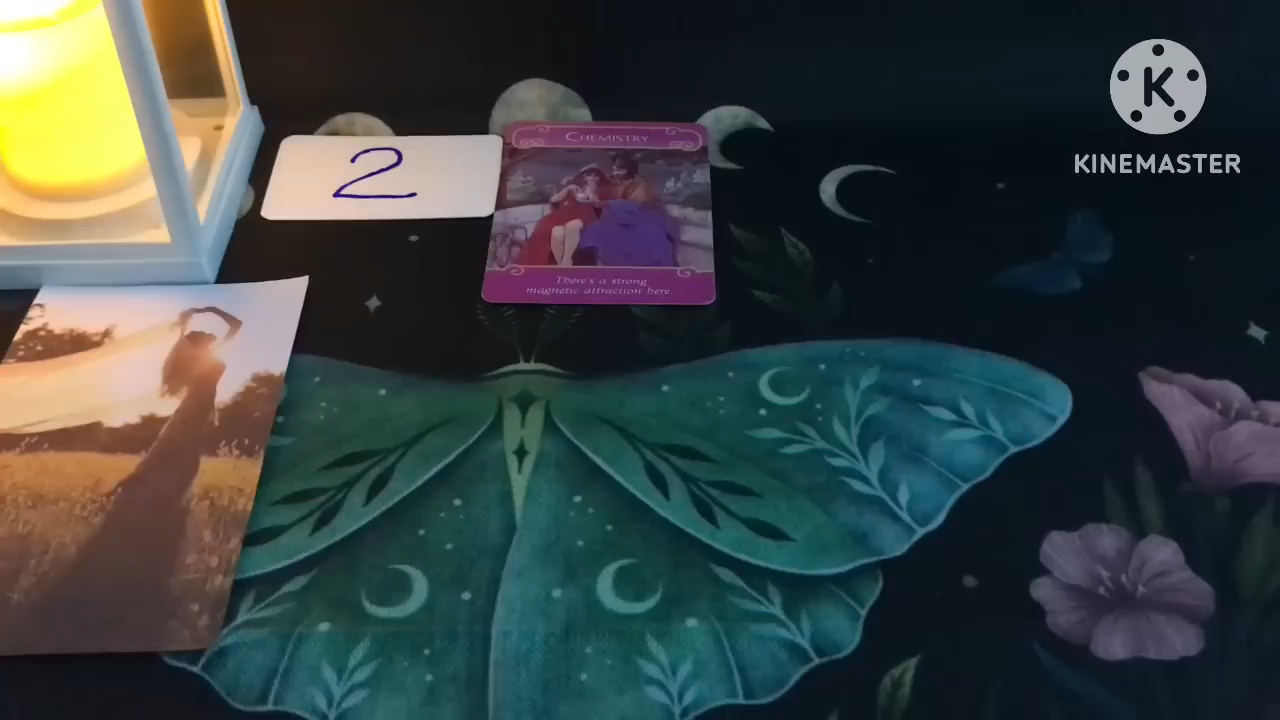 2
CHEMISTRY
There's a strong
magnetic attraction here.
KINEMASTER